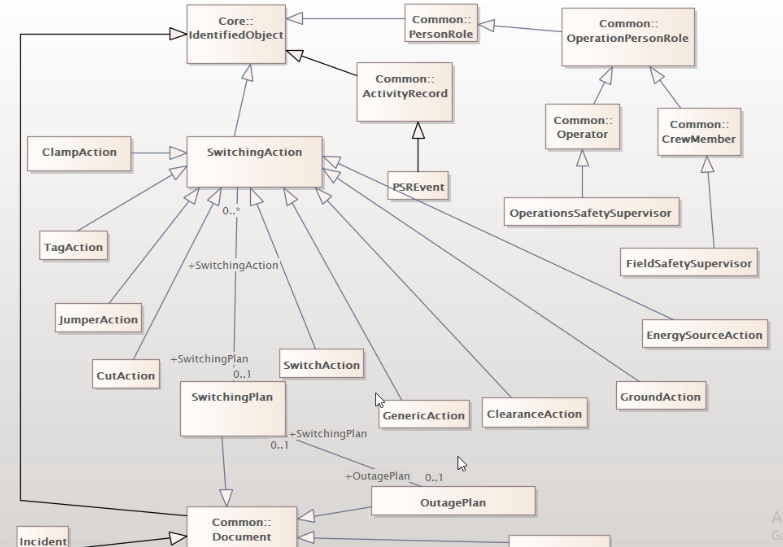 Core::
IdentifiedObject
Common::
PersonRole
Common::
OperationPersonRole
Common::
ActivityRecord
Common::
Operator
Common::
CrewMember
ClampAction
SwitchingAction
PSREvent
OperationsSafetySupervisor
0..*
TagAction
+SwitchingAction
FieldSafetySupervisor
JumperAction
EnergySourceAction
+SwitchingPlan
0..1
CutAction
SwitchAction
SwitchingPlan
GenericAction
ClearanceAction
GroundAction
+SwitchingPlan
0..1
+OutagePlan
0..1
OutagePlan
Common::
Document
Incident